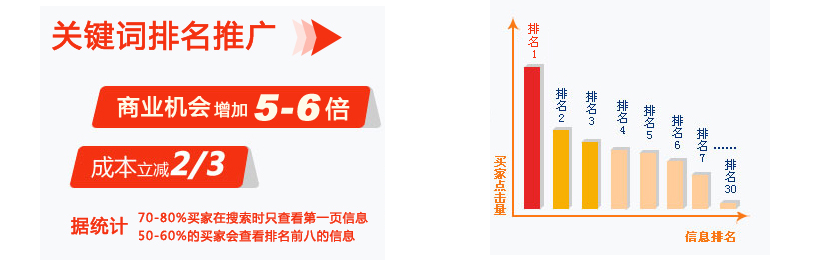 关键词排名推广
商业机会增加5-6倍
成本立减2/3
据统计
70-80%买家在搜索时只查看第一页信息
50-60%的买家会查看排名前八的信息
排名1
排名2
排名3
排名4
排名5
排名6
排名7
......
排名30
买家点击量
信息排名